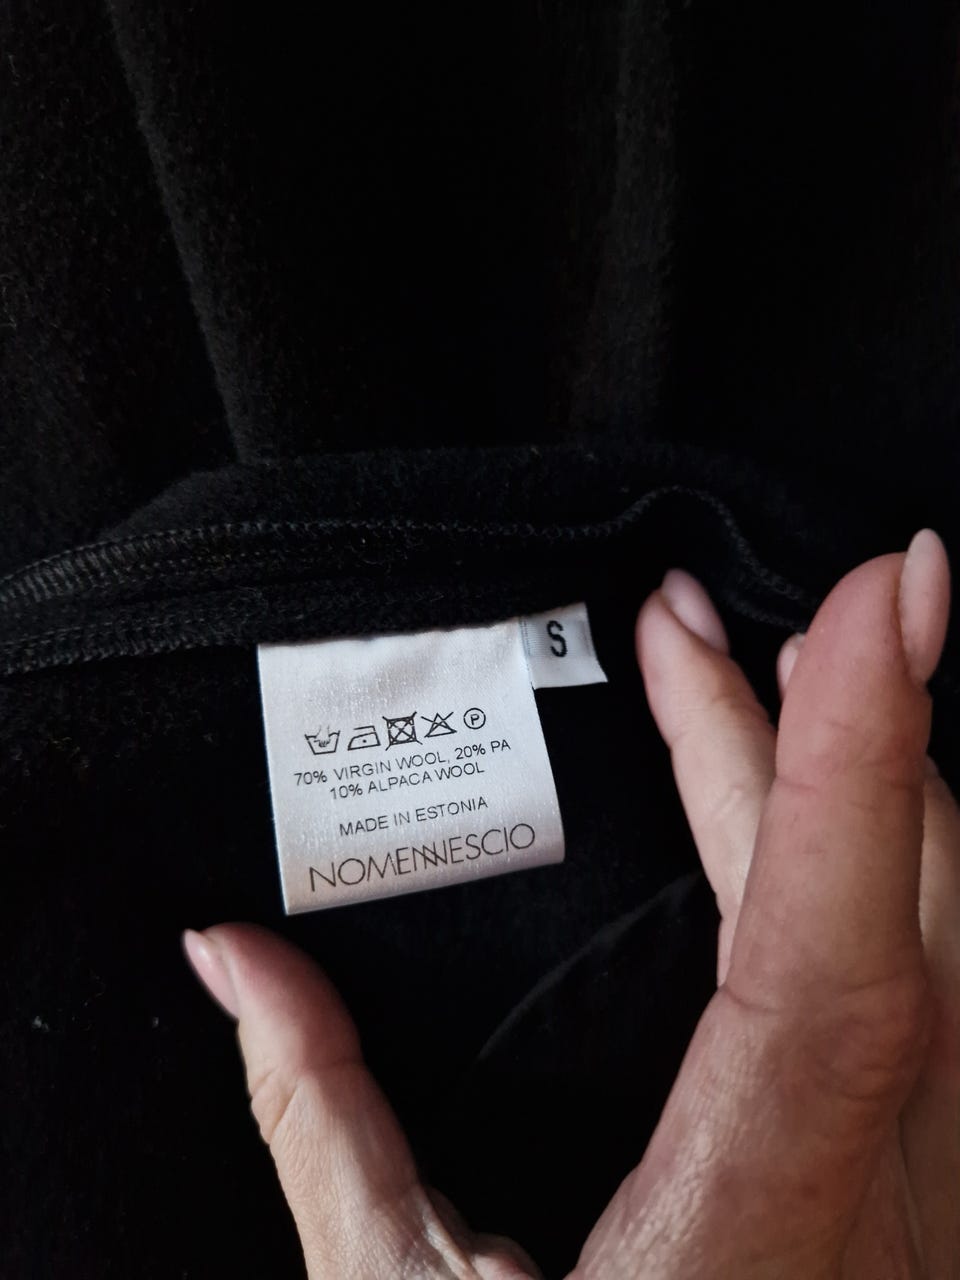 S
P
70% VIRGIN WOOL, 20% PA
10% ALPACA WOOL
MADE IN ESTONIA
NOMENNESCIO